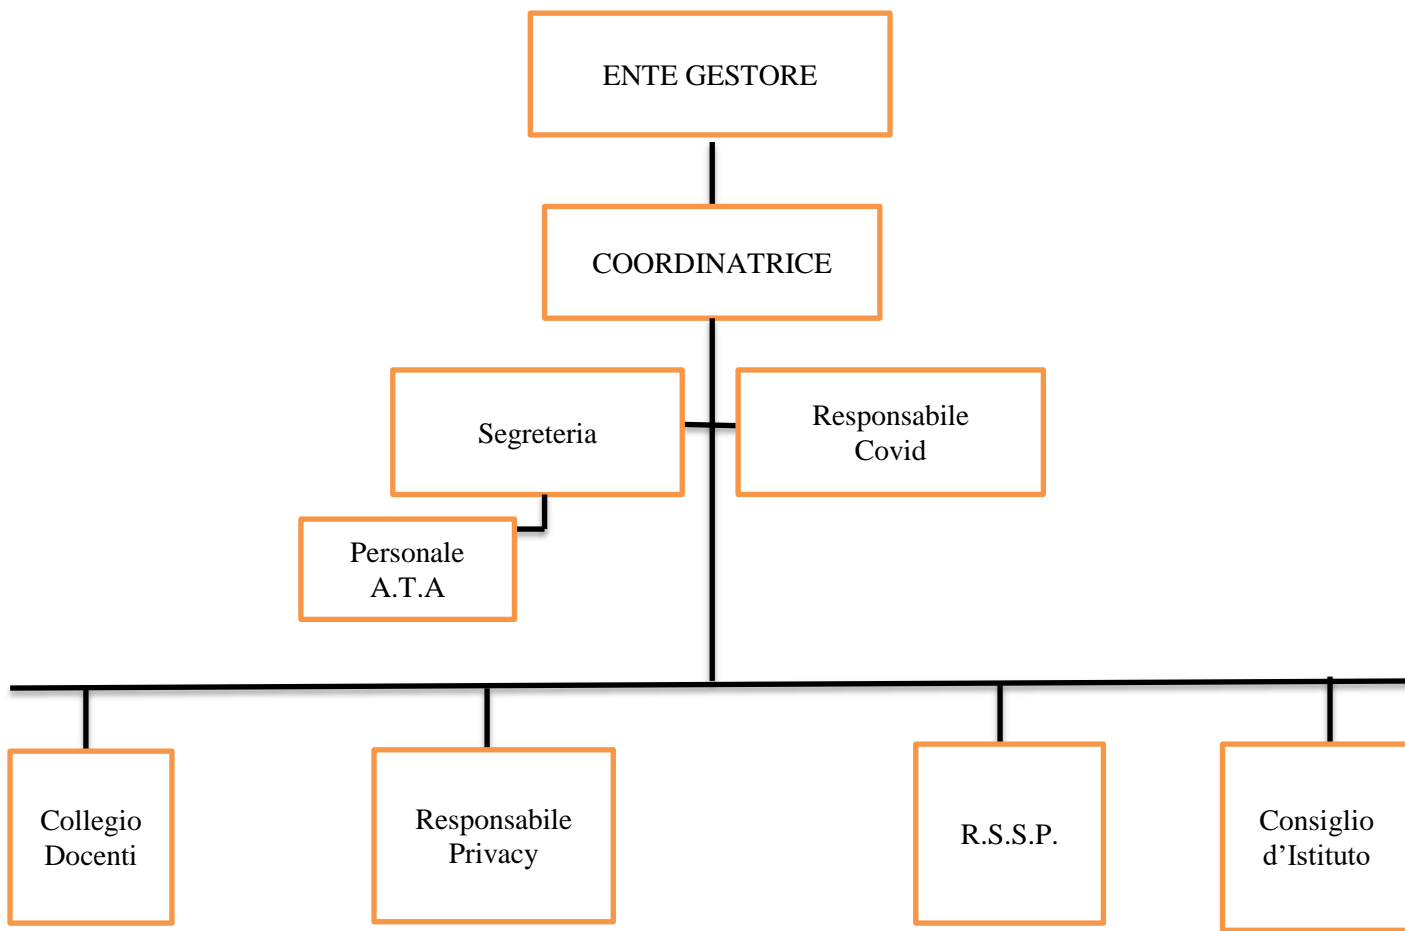 ENTE GESTORE
COORDINATRICE
Segreteria
Responsabile
Covid
Personale
A.T.A
Collegio
Docenti
Responsabile
Privacy
R.S.S.P.
Consiglio
d’Istituto